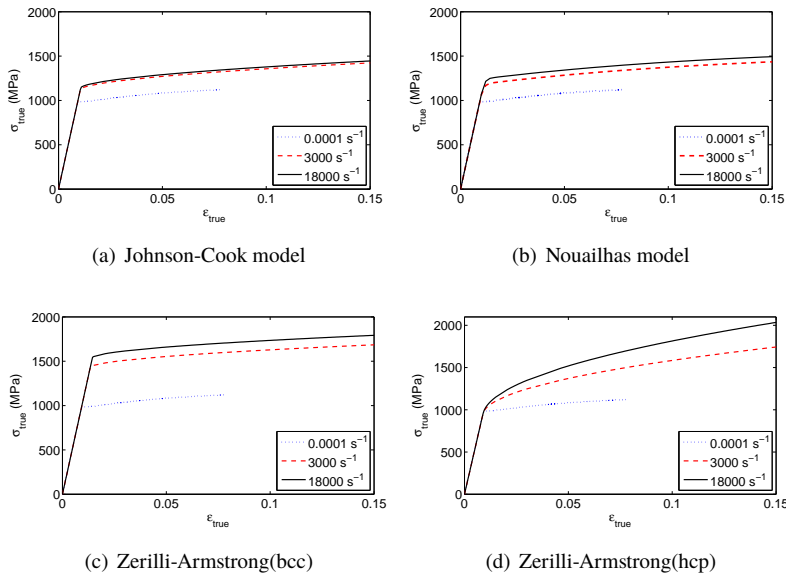 2000
1500
1000
500
0
σtrue (MPa)
0 0.05 0.1 0.15
εtrue
0.0001 s⁻¹
3000 s⁻¹
18000 s⁻¹
(a) Johnson-Cook model
2000
1500
1000
500
0
σtrue (MPa)
0 0.05 0.1 0.15
εtrue
0.0001 s⁻¹
3000 s⁻¹
18000 s⁻¹
(b) Nouailhas model
2000
1500
1000
500
0
σtrue (MPa)
0 0.05 0.1 0.15
εtrue
0.0001 s⁻¹
3000 s⁻¹
18000 s⁻¹
(c) Zerilli-Armstrong(bcc)
2000
1500
1000
500
0
σtrue (MPa)
0 0.05 0.1 0.15
εtrue
0.0001 s⁻¹
3000 s⁻¹
18000 s⁻¹
(d) Zerilli-Armstrong(hcp)